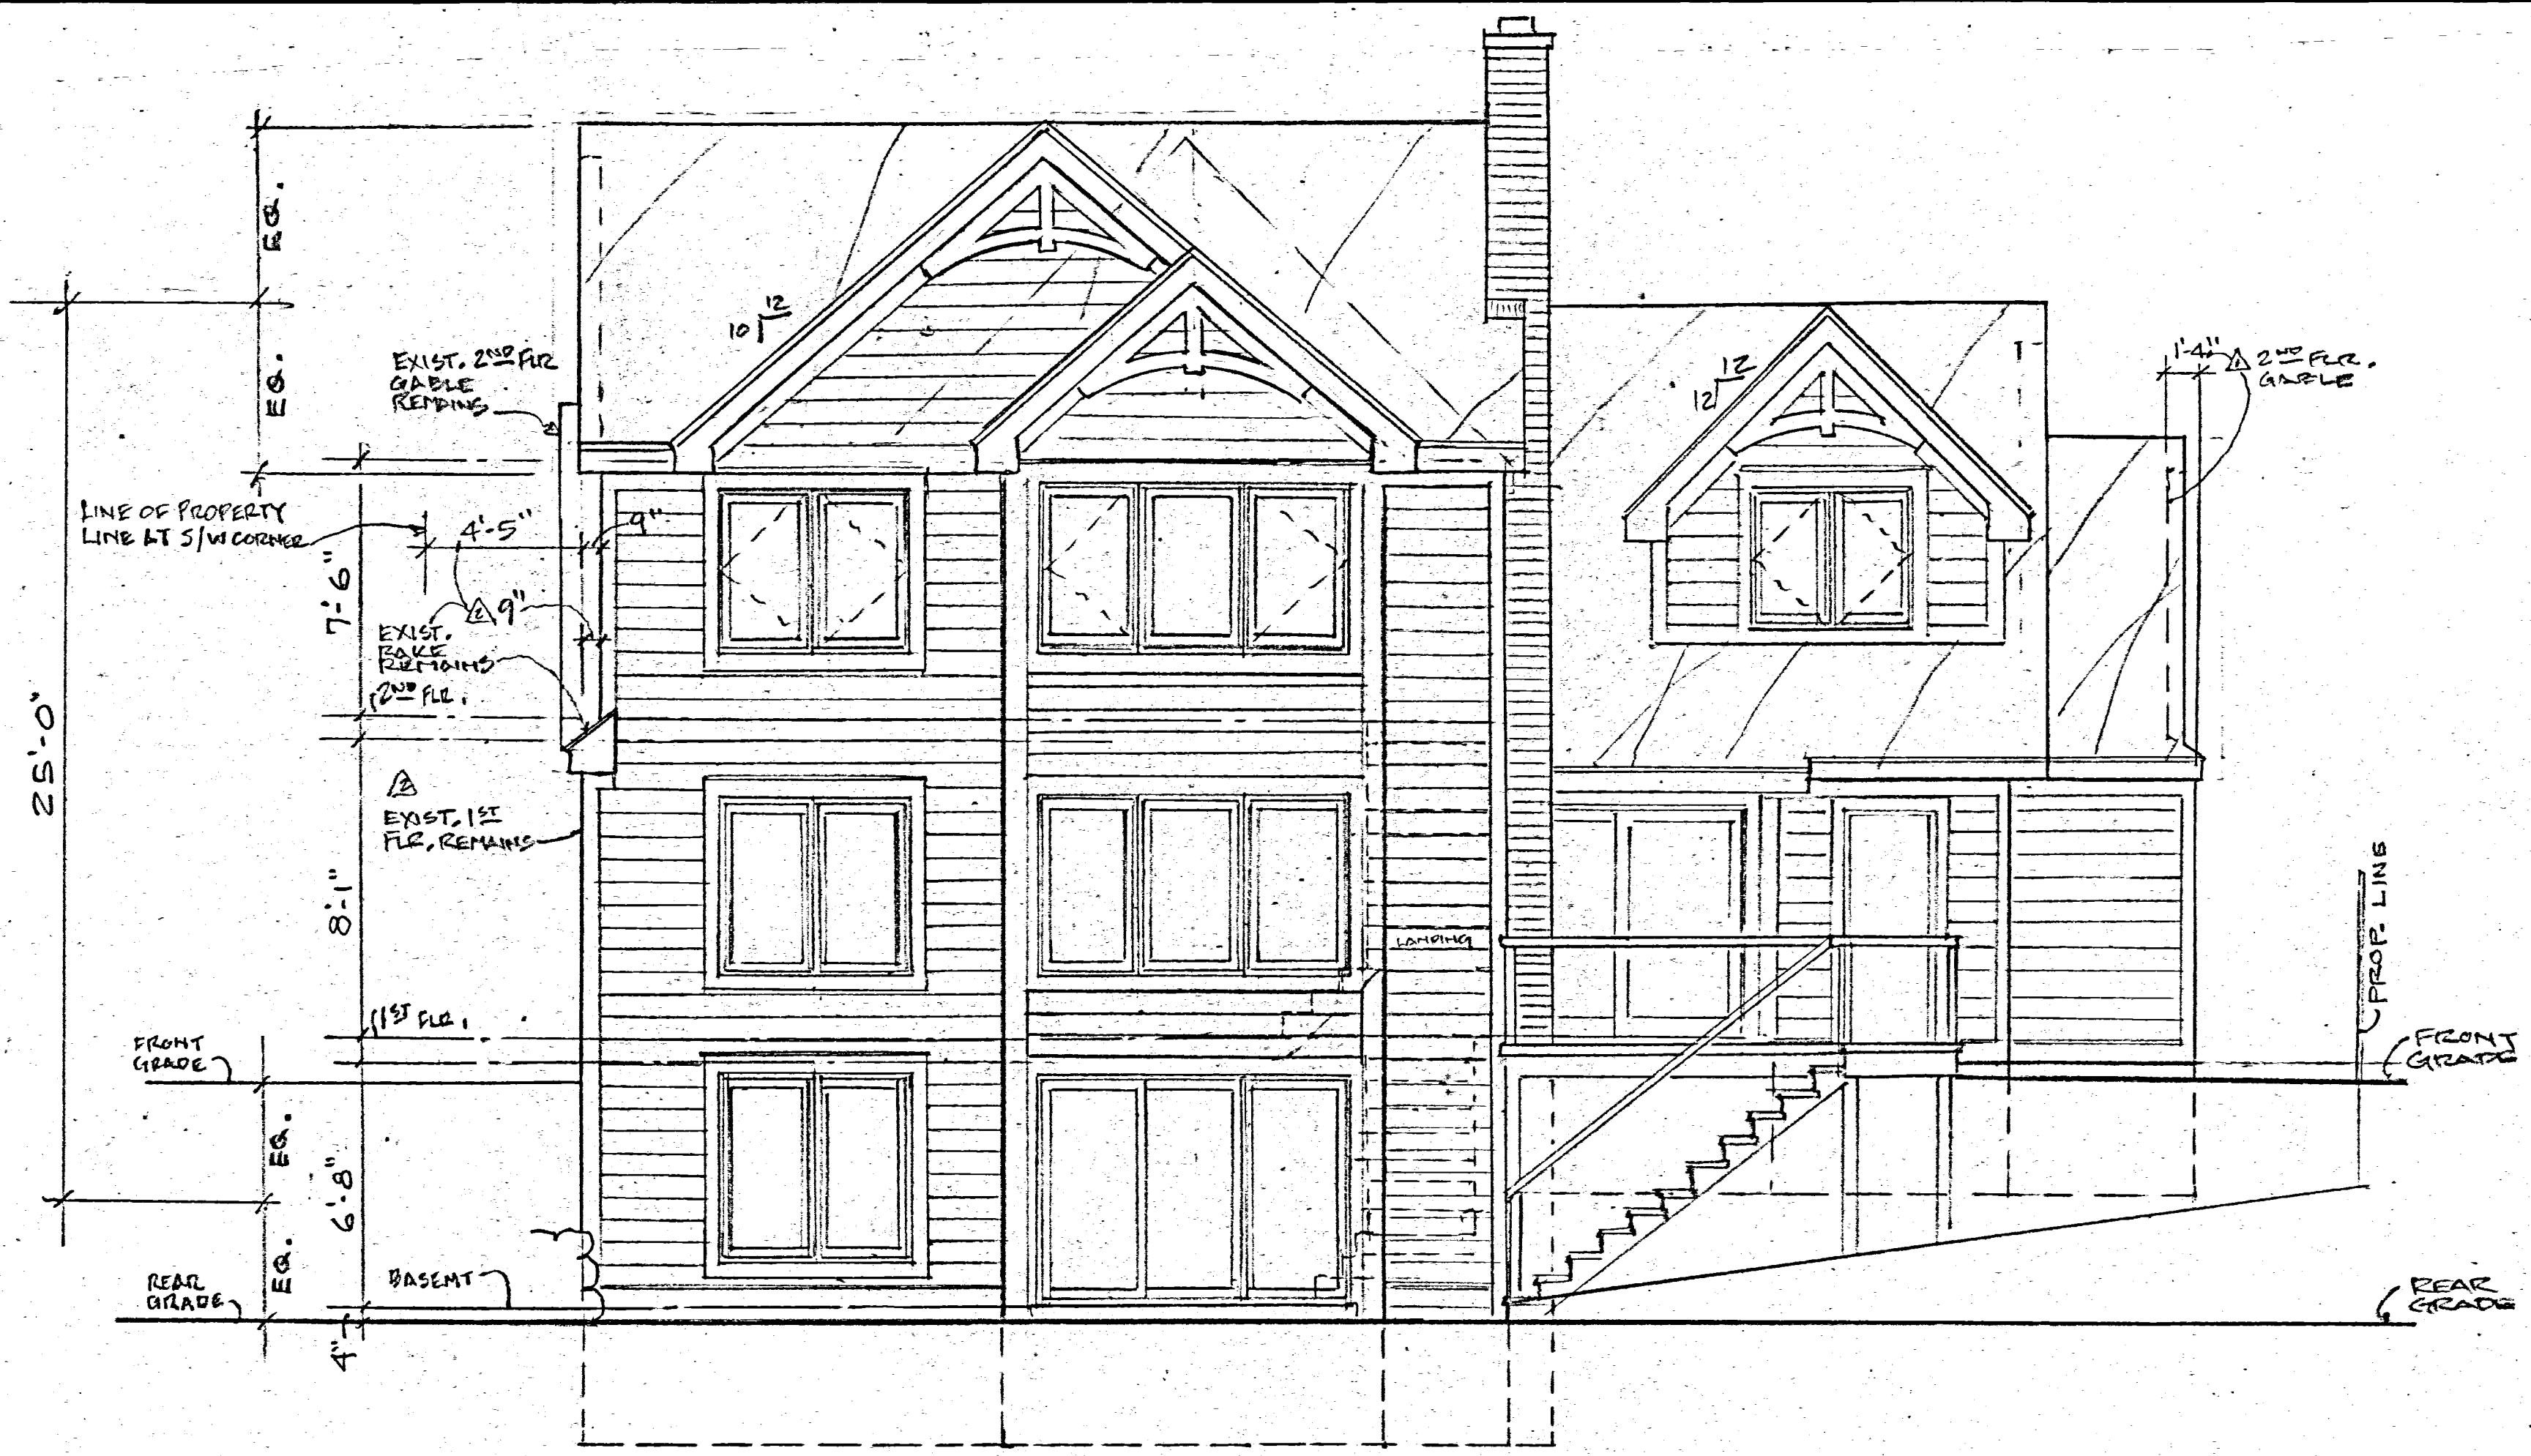 EQ.
EQ.
25'-0"
EXIST. 2ND FLR
GABLE
REMAINS
12
10
12
12
1'-4"
2ND FLR.
GABLE
LINE OF PROPERTY
LINE AT S/W CORNER
4'-5"
9"
7'-6"
2 9"
EXIST.
RAKE
REMAINS
2ND FLR.
2
EXIST. 1ST
FLR. REMAINS
8'-1"
LANDING
PROP. LINE
1ST FLR.
FRONT
GRADE
FRONT
GRADE
EQ.
6'-8"
EQ.
REAR
GRADE
BASEMT
4"
REAR
GRADE